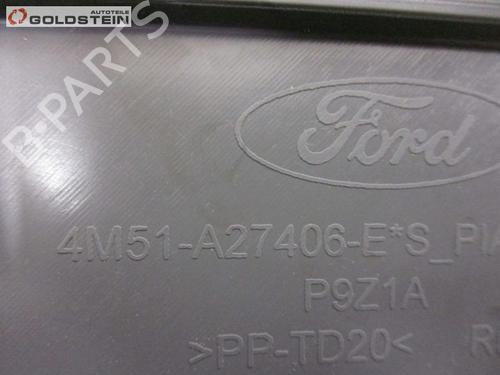 AUTOTEILE
GOLDSTEIN
B-PARTS
Ford
4M51-A27406-E*S_PI
P9Z1A
>PP-TD20<